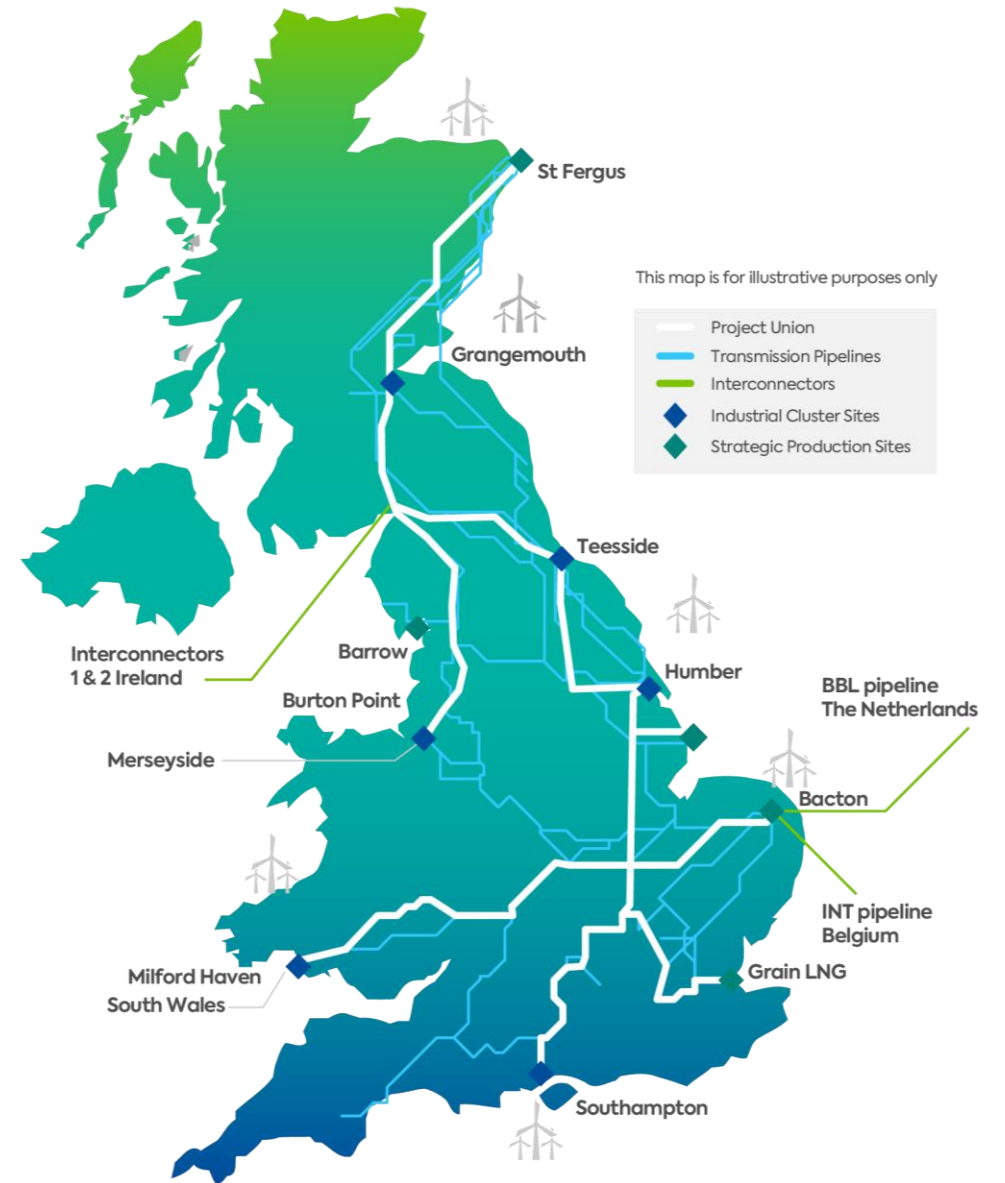 St Fergus
This map is for illustrative purposes only
Project Union
Transmission Pipelines
Interconnectors
Industrial Cluster Sites
Strategic Production Sites
Grangemouth
Teesside
Interconnectors
1 & 2 Ireland
Barrow
Humber
Burton Point
BBL pipeline
The Netherlands
Merseyside
Bacton
INT pipeline
Belgium
Milford Haven
South Wales
Grain LNG
Southampton